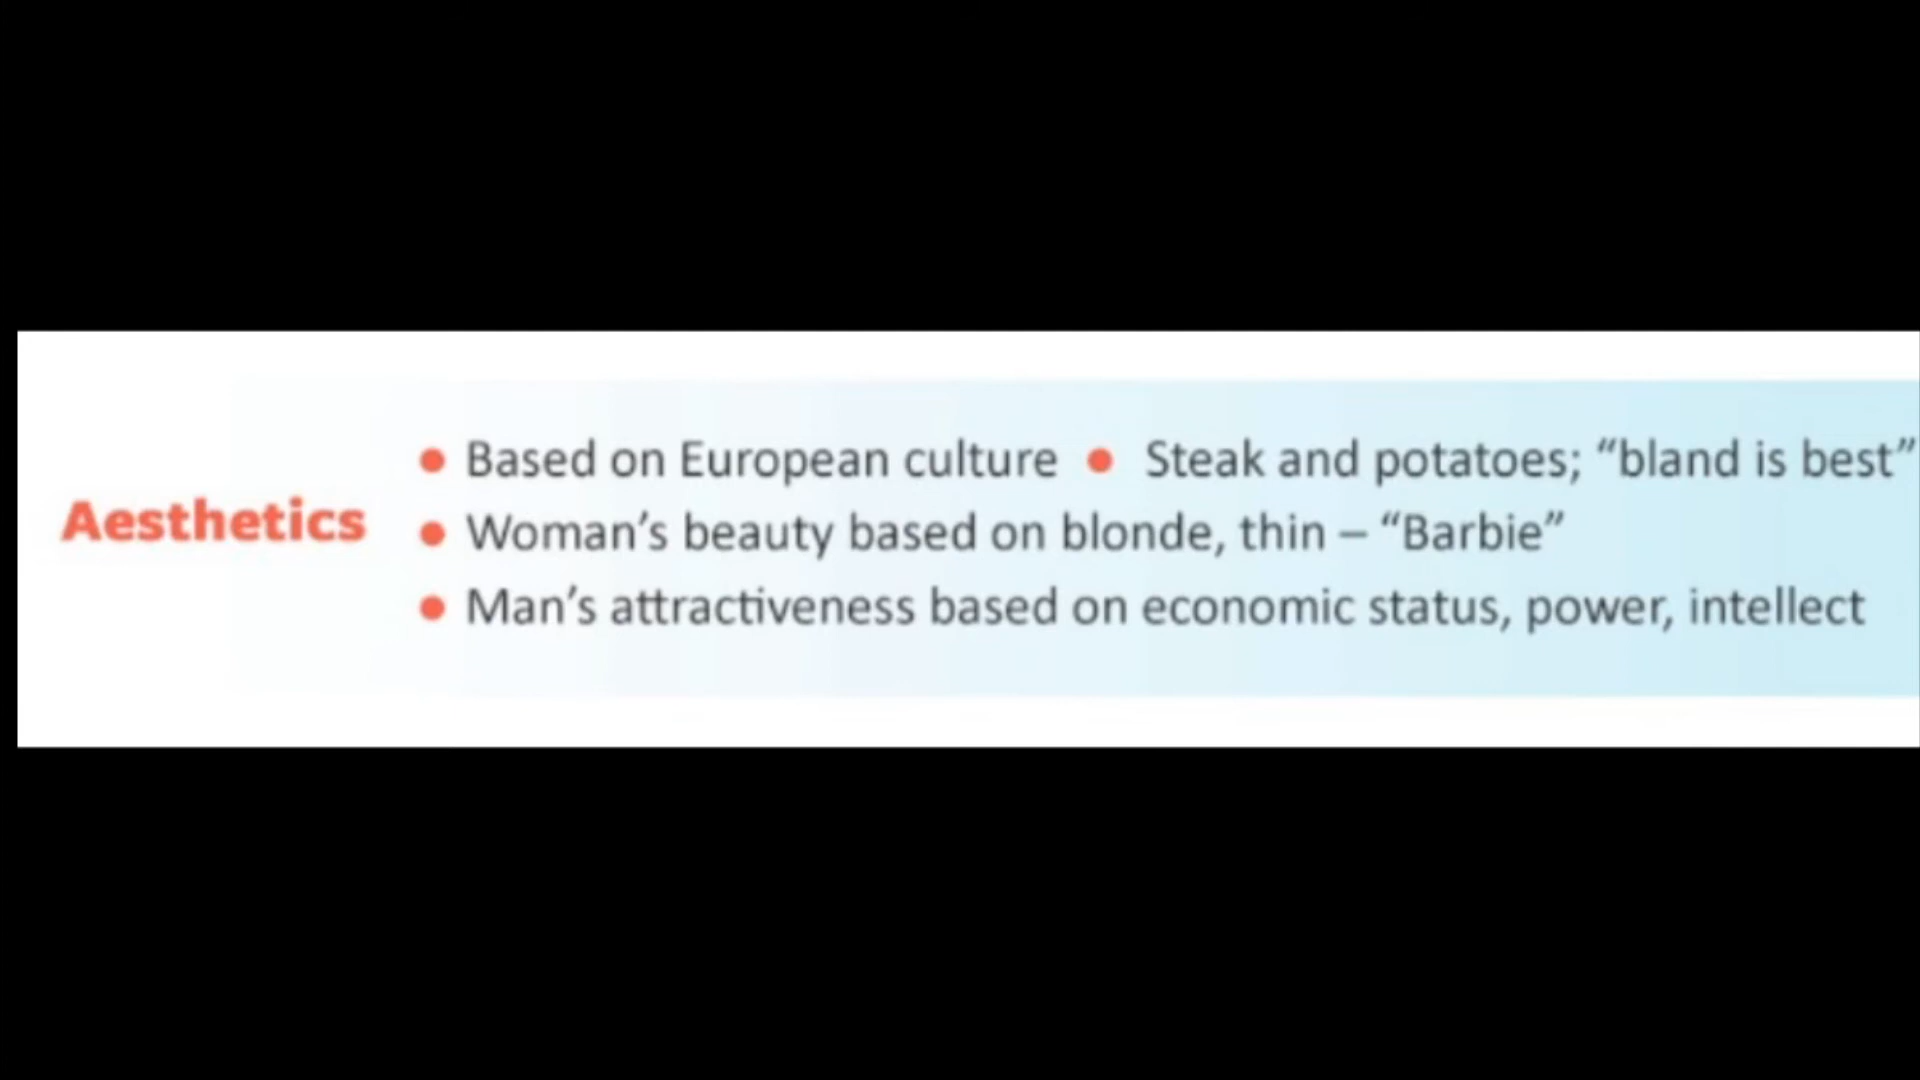 Aesthetics
● Based on European culture ● Steak and potatoes; “bland is best”
● Woman’s beauty based on blonde, thin – “Barbie”
● Man’s attractiveness based on economic status, power, intellect